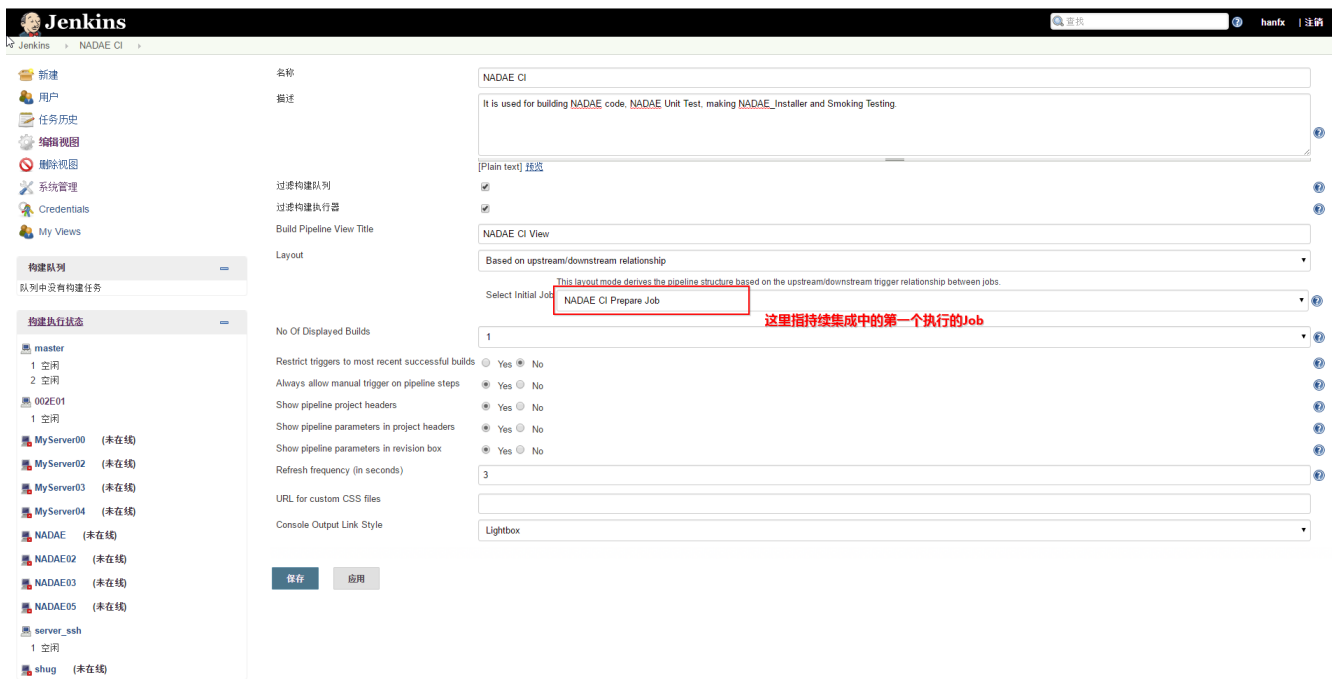 Jenkins
查找
hanfx | 注销
Jenkins › NADAE CI ›
新建
用户
任务历史
编辑视图
删除视图
系统管理
Credentials
My Views
构建队列
队列中没有构建任务
构建执行状态
master
1 空闲
2 空闲
002E01
1 空闲
MyServer00 (未在线)
MyServer02 (未在线)
MyServer03 (未在线)
MyServer04 (未在线)
NADAE (未在线)
NADAE02 (未在线)
NADAE03 (未在线)
NADAE05 (未在线)
server_ssh
1 空闲
shug (未在线)
名称
NADAE CI
描述
It is used for building NADAE code, NADAE Unit Test, making NADAE_Installer and Smoking Testing.
[Plain text] 预览
过滤构建队列
过滤构建执行器
Build Pipeline View Title
NADAE CI View
Layout
Based on upstream/downstream relationship
This layout mode derives the pipeline structure based on the upstream/downstream trigger relationship between jobs.
Select Initial Job
NADAE CI Prepare Job
这里指持续集成中的第一个执行的Job
No Of Displayed Builds
1
Restrict triggers to most recent successful builds Yes No
Always allow manual trigger on pipeline steps Yes No
Show pipeline project headers Yes No
Show pipeline parameters in project headers Yes No
Show pipeline parameters in revision box Yes No
Refresh frequency (in seconds)
3
URL for custom CSS files
Console Output Link Style
Lightbox
保存 应用